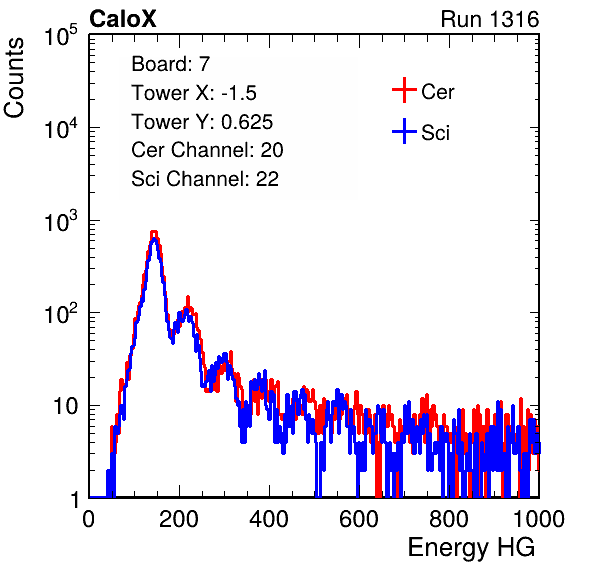 CaloX Run 1316
Counts
10^5
10^4
10^3
10^2
10
1
Board: 7
Tower X: -1.5
Tower Y: 0.625
Cer Channel: 20
Sci Channel: 22
Cer
Sci
0 200 400 600 800 1000
Energy HG